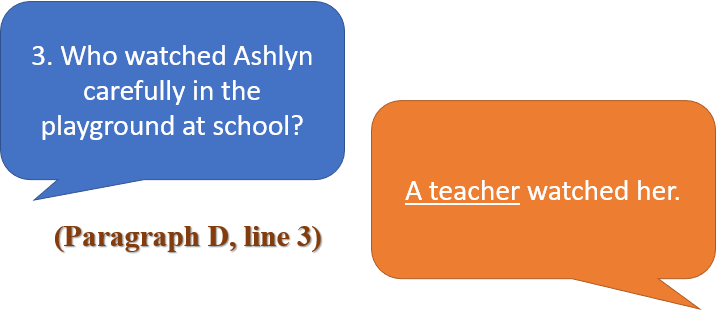 3. Who watched Ashlyn
carefully in the
playground at school?
A teacher watched her.
(Paragraph D, line 3)